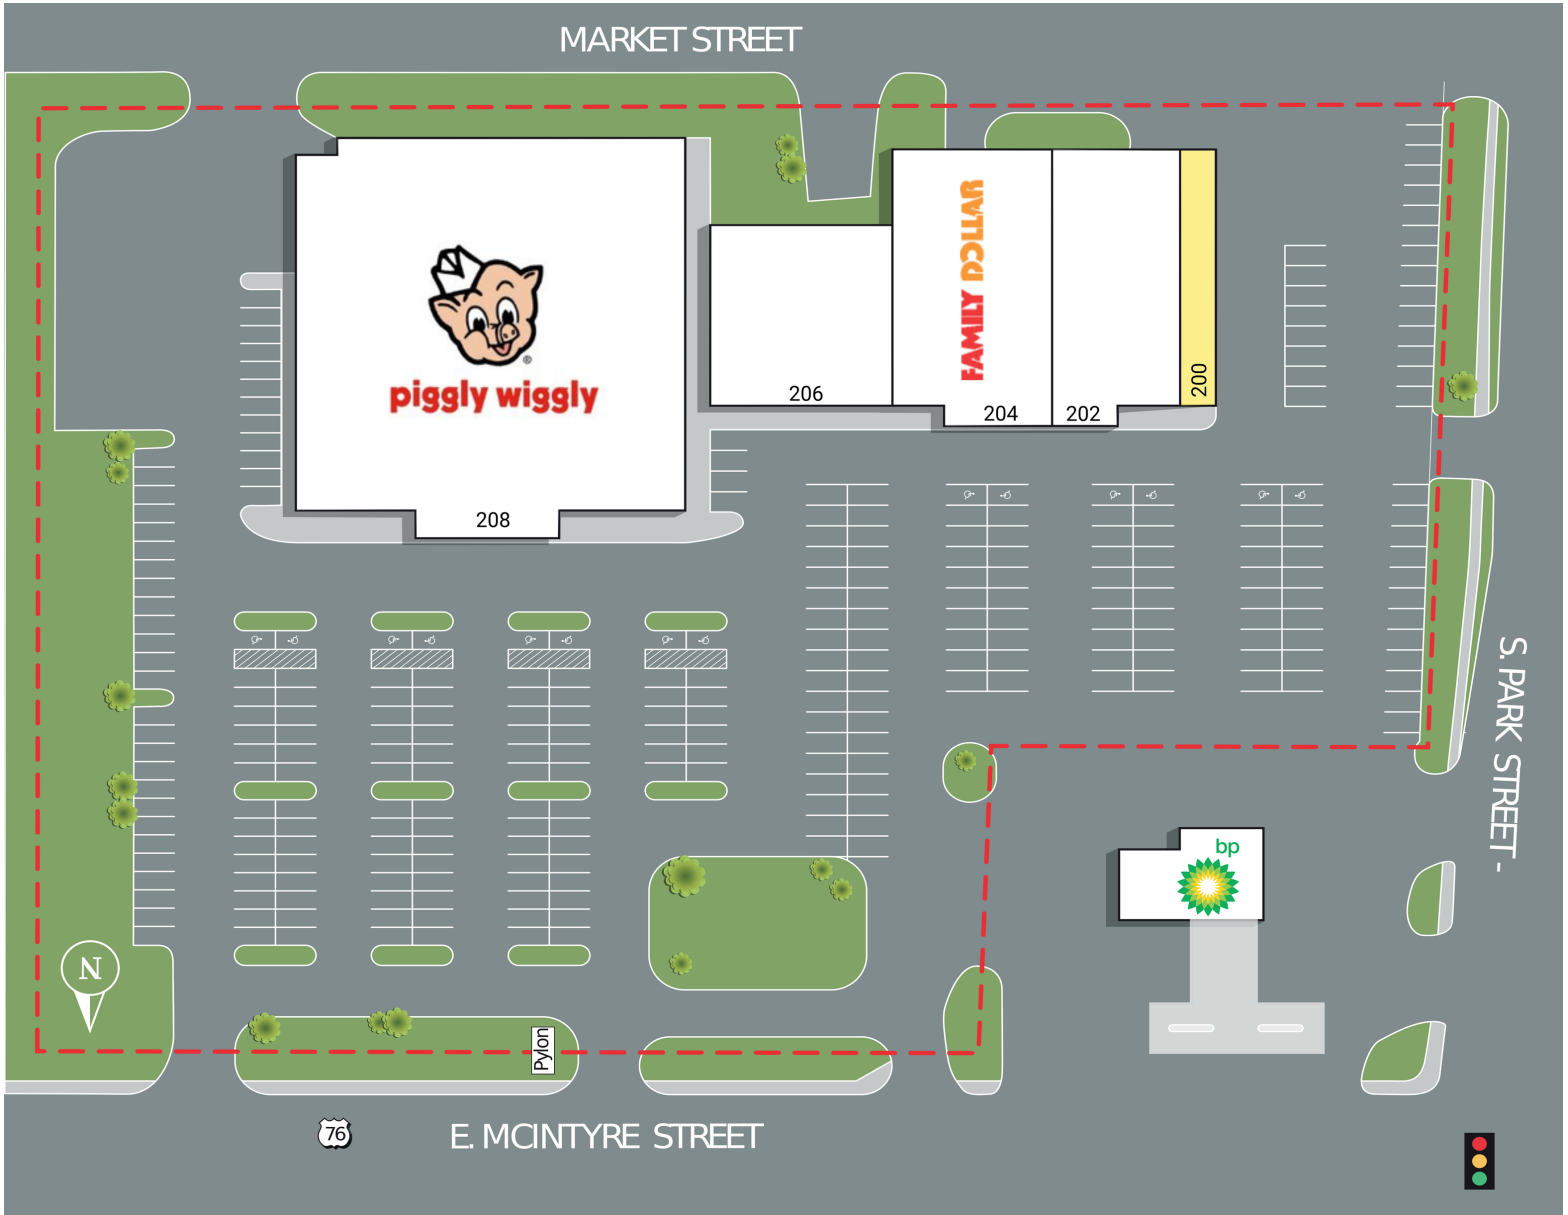 MARKET STREET
FAMILY DOLLAR
piggly wiggly
®
206
204
202
200
208
S. PARK STREET -
bp
N
Pylon
76
E. MCINTYRE STREET